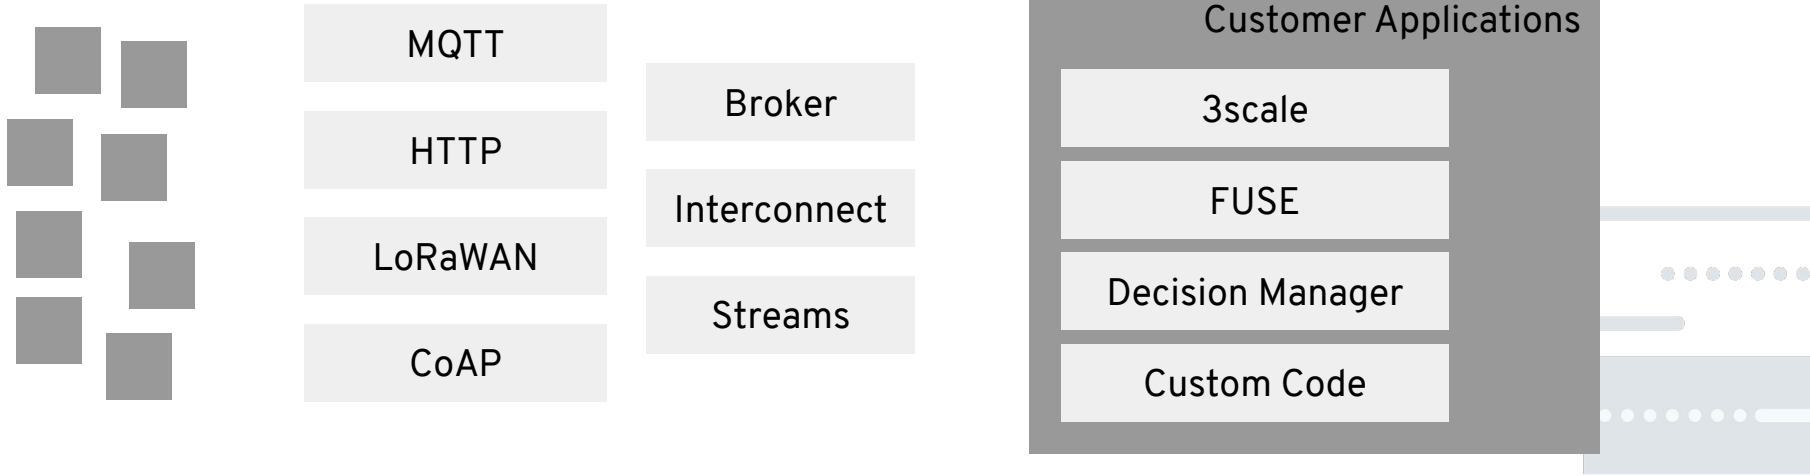 MQTT
HTTP
LoRaWAN
CoAP
Broker
Interconnect
Streams
Customer Applications
3scale
FUSE
Decision Manager
Custom Code